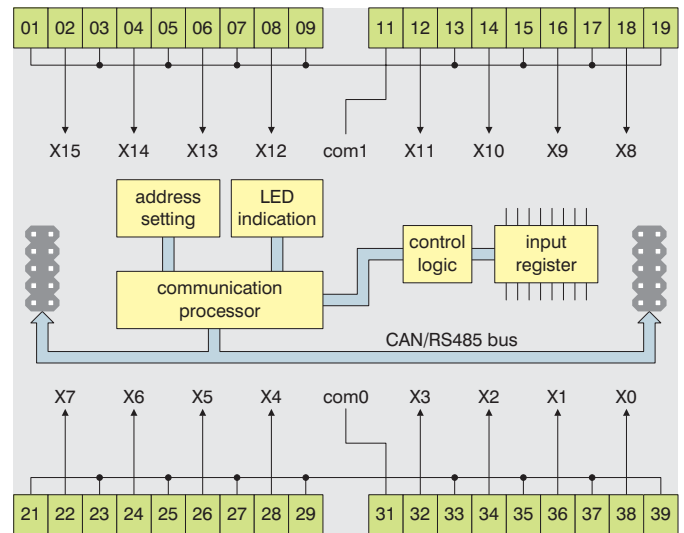 01 02 03 04 05 06 07 08 09 11 12 13 14 15 16 17 18 19
X15 X14 X13 X12 com1 X11 X10 X9 X8
address
setting
LED
indication
control
logic
input
register
communication
processor
CAN/RS485 bus
X7 X6 X5 X4 com0 X3 X2 X1 X0
21 22 23 24 25 26 27 28 29 31 32 33 34 35 36 37 38 39